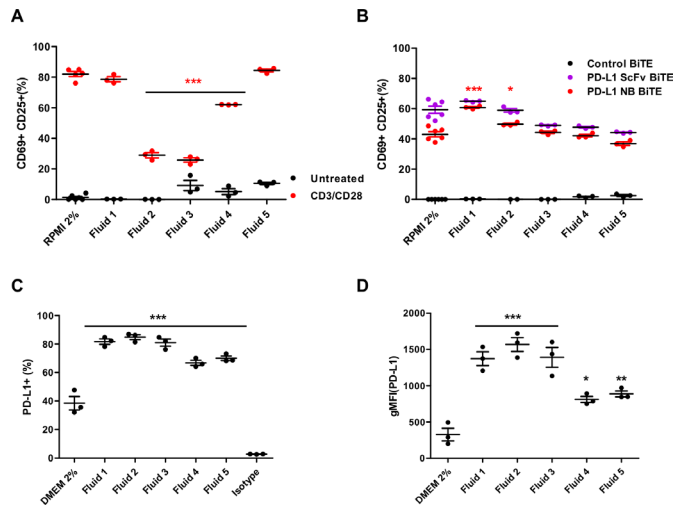 A
B
CD69+ CD25+(%)
100
80
60
40
20
0
***
RPMI 2%
Fluid 1
Fluid 2
Fluid 3
Fluid 4
Fluid 5
Untreated
CD3/CD28
CD69+ CD25+(%)
100
80
60
40
20
0
***
*
RPMI 2%
Fluid 1
Fluid 2
Fluid 3
Fluid 4
Fluid 5
Control BiTE
PD-L1 ScFv BiTE
PD-L1 NB BiTE
C
D
PD-L1+ (%)
100
80
60
40
20
0
***
DMEM 2%
Fluid 1
Fluid 2
Fluid 3
Fluid 4
Fluid 5
Isotype
gMFI(PD-L1)
2000
1500
1000
500
0
***
*
**
DMEM 2%
Fluid 1
Fluid 2
Fluid 3
Fluid 4
Fluid 5